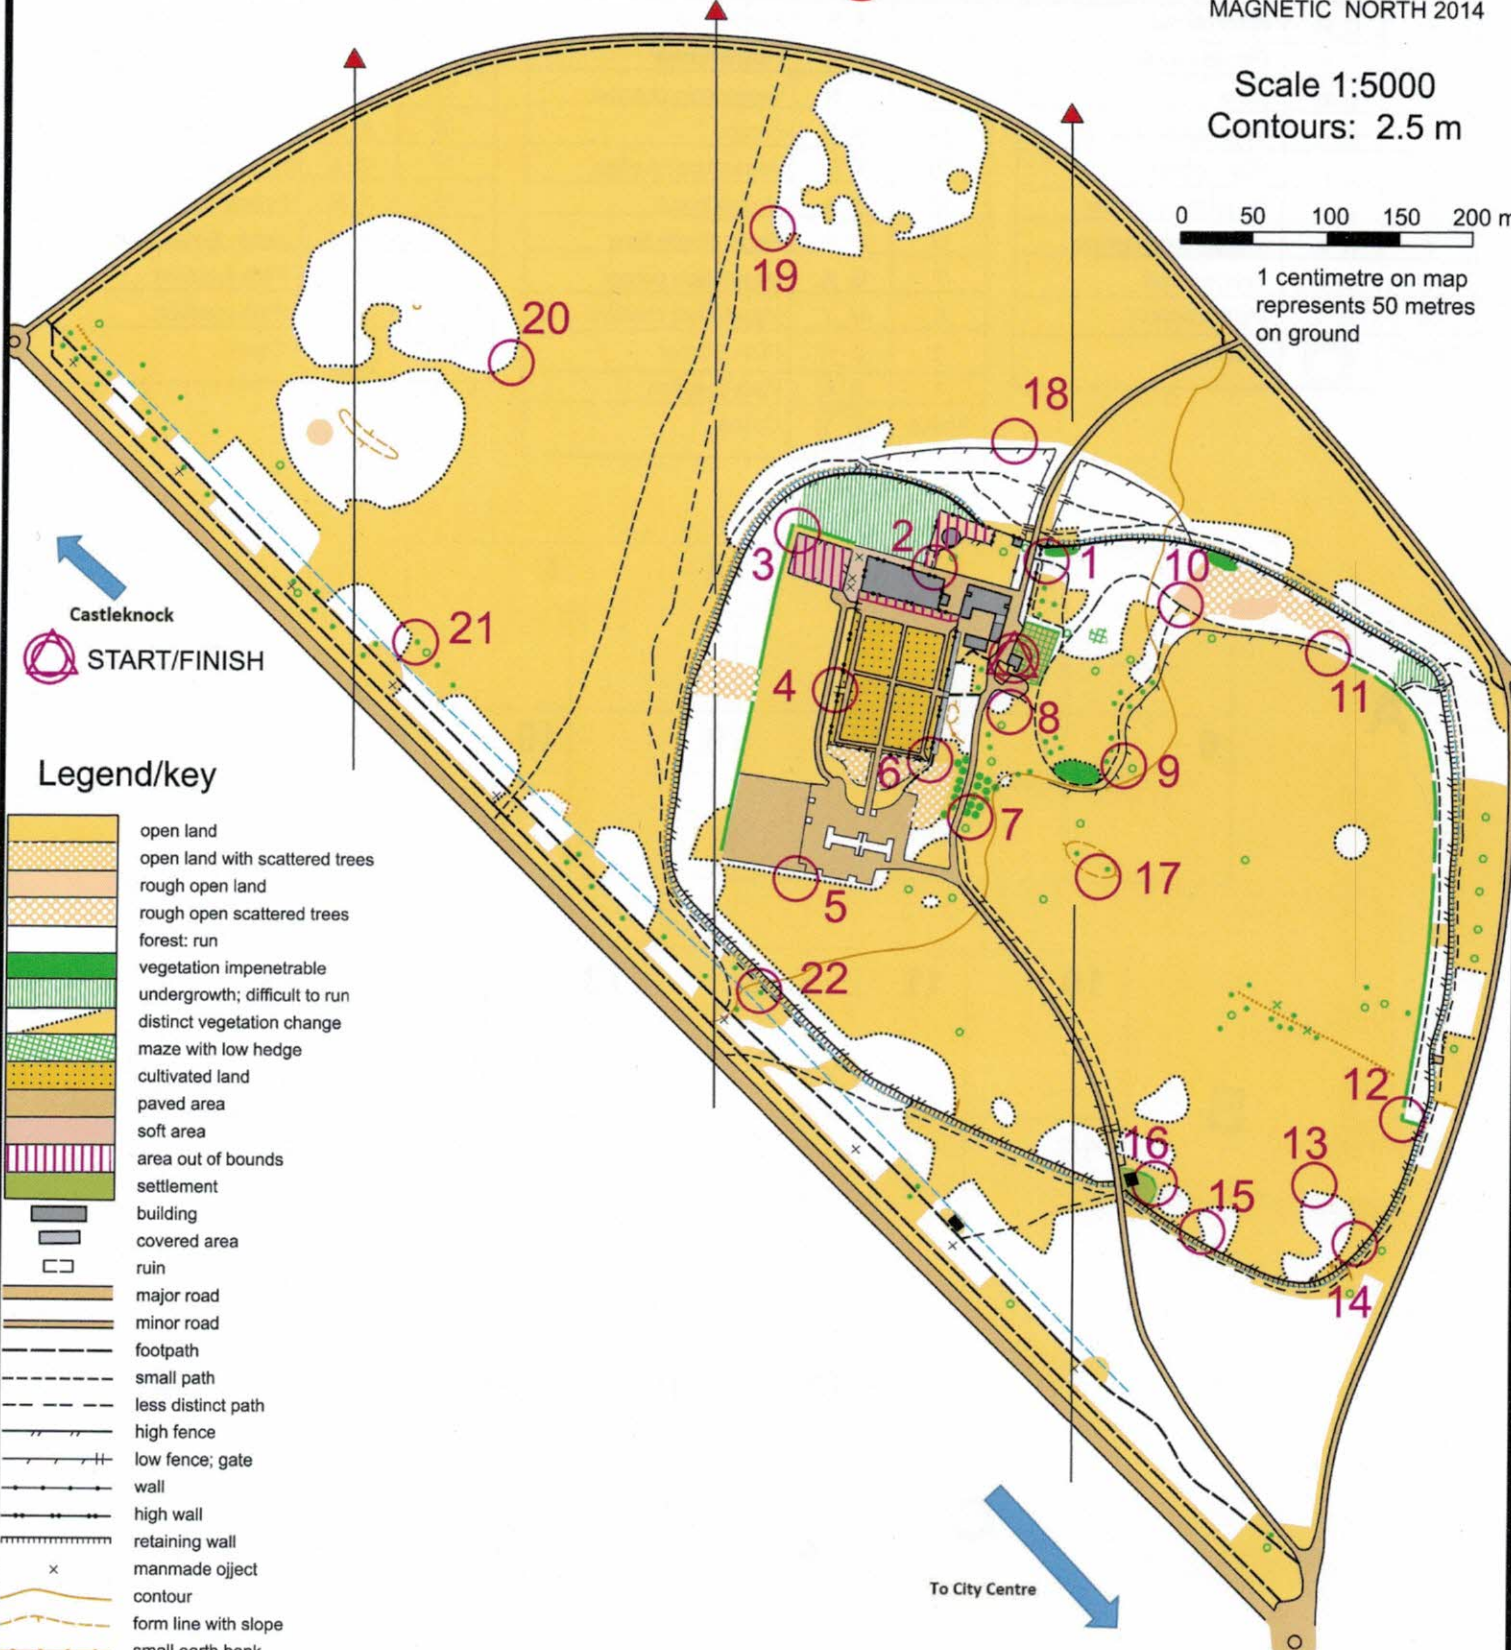 MAGNETIC NORTH 2014
Scale 1:5000
Contours: 2.5 m
0 50 100 150 200 m
1 centimetre on map
represents 50 metres
on ground
19
20
18
3
2
1
10
Castleknock
START/FINISH
21
4
8
11
6
9
7
17
5
22
12
16
13
15
14
To City Centre
Legend/key
open land
open land with scattered trees
rough open land
rough open scattered trees
forest: run
vegetation impenetrable
undergrowth; difficult to run
distinct vegetation change
maze with low hedge
cultivated land
paved area
soft area
area out of bounds
settlement
building
covered area
ruin
major road
minor road
footpath
small path
less distinct path
high fence
low fence; gate
wall
high wall
retaining wall
manmade ojject
contour
form line with slope